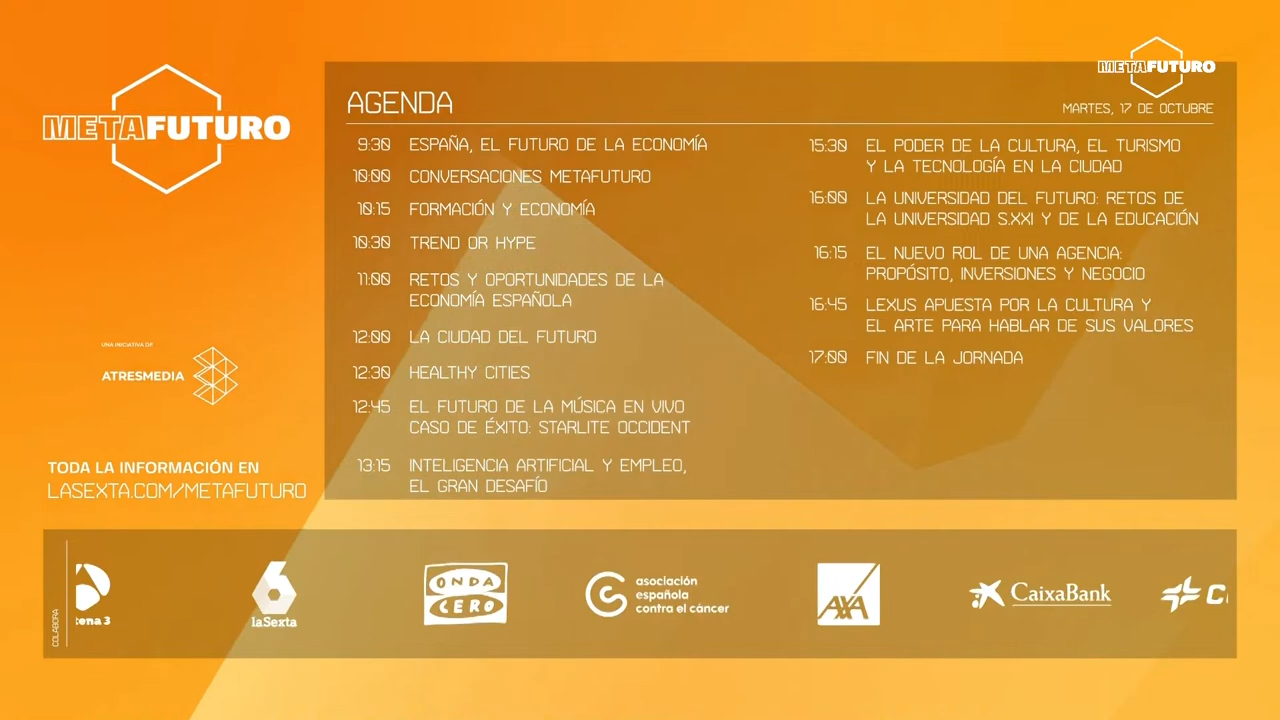 METAFUTURO
UNA INICIATIVA DE
ATRESMEDIA
TODA LA INFORMACIÓN EN
LASEXTA.COM/METAFUTURO
METAFUTURO
AGENDA
MARTES, 17 DE OCTUBRE
9:30 ESPAÑA, EL FUTURO DE LA ECONOMÍA
10:00 CONVERSACIONES METAFUTURO
10:15 FORMACIÓN Y ECONOMÍA
10:30 TREND OR HYPE
11:00 RETOS Y OPORTUNIDADES DE LA
ECONOMÍA ESPAÑOLA
12:00 LA CIUDAD DEL FUTURO
12:30 HEALTHY CITIES
12:45 EL FUTURO DE LA MÚSICA EN VIVO
CASO DE ÉXITO: STARLITE OCCIDENT
13:15 INTELIGENCIA ARTIFICIAL Y EMPLEO,
EL GRAN DESAFÍO
15:30 EL PODER DE LA CULTURA, EL TURISMO
Y LA TECNOLOGÍA EN LA CIUDAD
16:00 LA UNIVERSIDAD DEL FUTURO: RETOS DE
LA UNIVERSIDAD S.XXI Y DE LA EDUCACIÓN
16:15 EL NUEVO ROL DE UNA AGENCIA:
PROPÓSITO, INVERSIONES Y NEGOCIO
16:45 LEXUS APUESTA POR LA CULTURA Y
EL ARTE PARA HABLAR DE SUS VALORES
17:00 FIN DE LA JORNADA
COLABORA
tena 3
laSexta
ONDA
CERO
asociación
española
contra el cáncer
AXA
CaixaBank